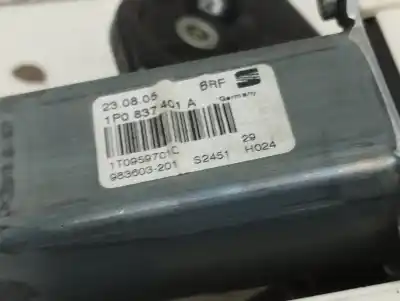 23.08.05 BRF
1P0 837 401 A Germany
29
1T0959701C H024
983603-201 S2451